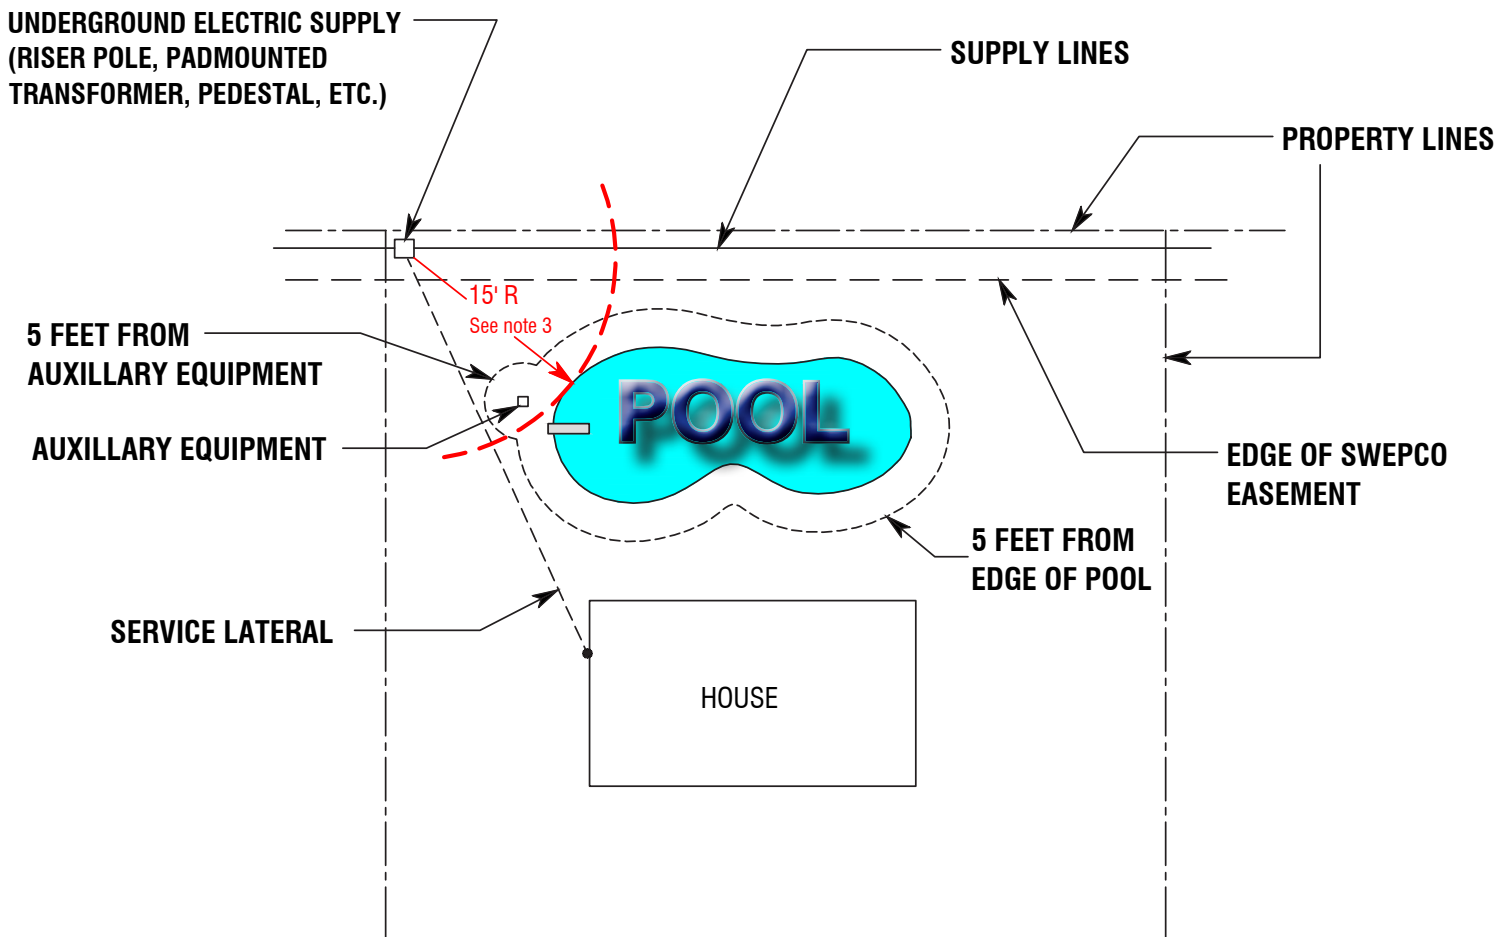 UNDERGROUND ELECTRIC SUPPLY
(RISER POLE, PADMOUNTED
TRANSFORMER, PEDESTAL, ETC.)
SUPPLY LINES
PROPERTY LINES
15' R
See note 3
5 FEET FROM
AUXILLARY EQUIPMENT
POOL
AUXILLARY EQUIPMENT
EDGE OF SWEPCO
EASEMENT
5 FEET FROM
EDGE OF POOL
SERVICE LATERAL
HOUSE